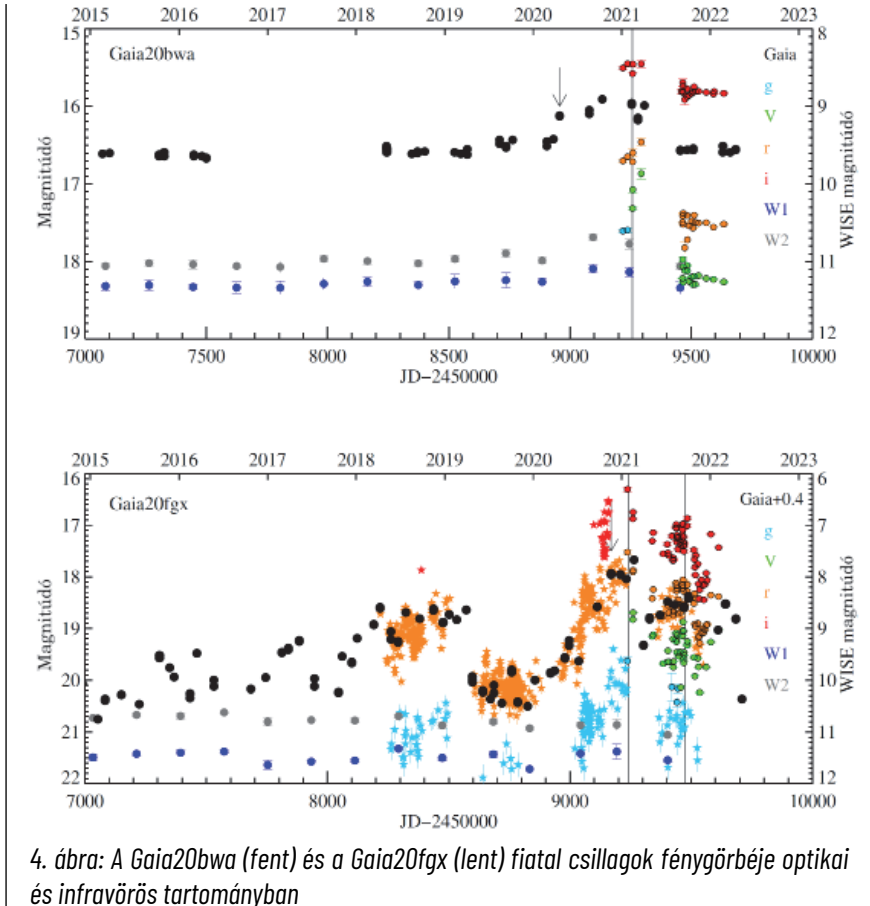 2015 2016 2017 2018 2019 2020 2021 2022 2023
15 8
Gaia20bwa Gaia
g
16 9
V
r
17 10
i
W1
18 11
W2
19 12
Magnitúdó
WISE magnitúdó
7000 7500 8000 8500 9000 9500 10000
JD−2450000
2015 2016 2017 2018 2019 2020 2021 2022 2023
16 6
Gaia20fgx Gaia+0.4
g
17 7
V
18 8
r
i
19 9
W1
20 10
W2
21 11
22 12
Magnitúdó
WISE magnitúdó
7000 8000 9000 10000
JD−2450000
4. ábra: A Gaia20bwa (fent) és a Gaia20fgx (lent) fiatal csillagok fénygörbéje optikai
és infravörös tartományban